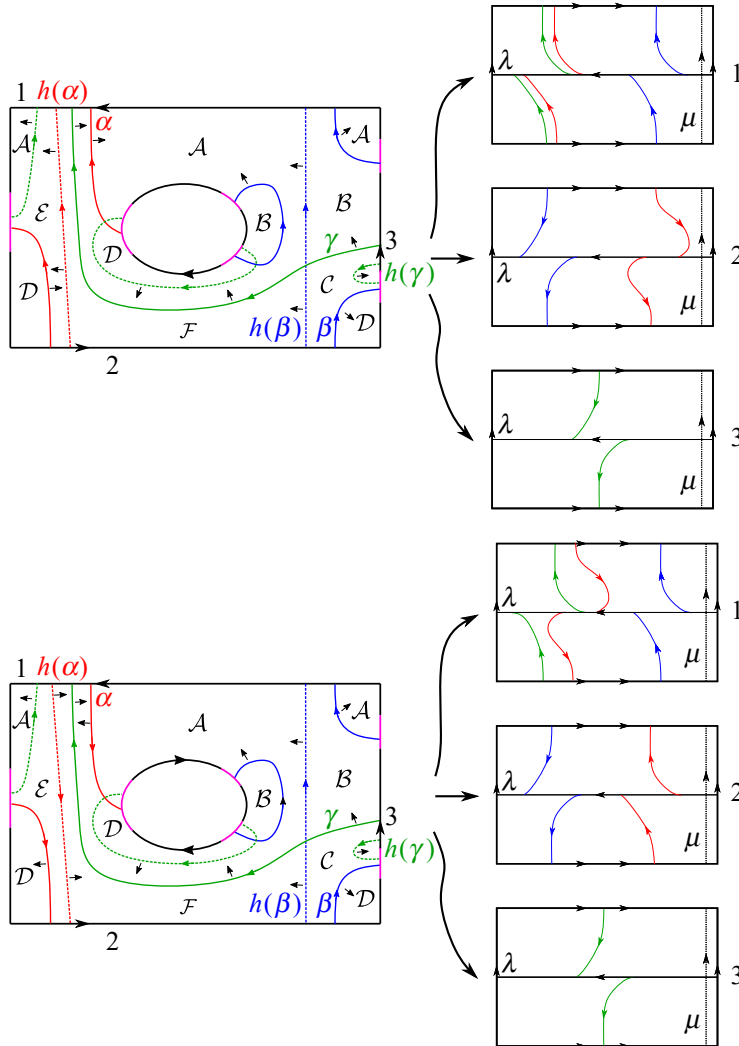 1 h(α)
α
𝒜 𝒜 𝒜
ℰ ℬ ℬ
𝒟 γ 3
𝒟 𝒞 h(γ)
ℱ h(β) β 𝒟
2
λ 1
μ
λ 2
μ
λ 3
μ
1 h(α)
α
𝒜 𝒜 𝒜
ℰ ℬ ℬ
𝒟 γ 3
𝒟 𝒞 h(γ)
ℱ h(β) β 𝒟
2
λ 1
μ
λ 2
μ
λ 3
μ